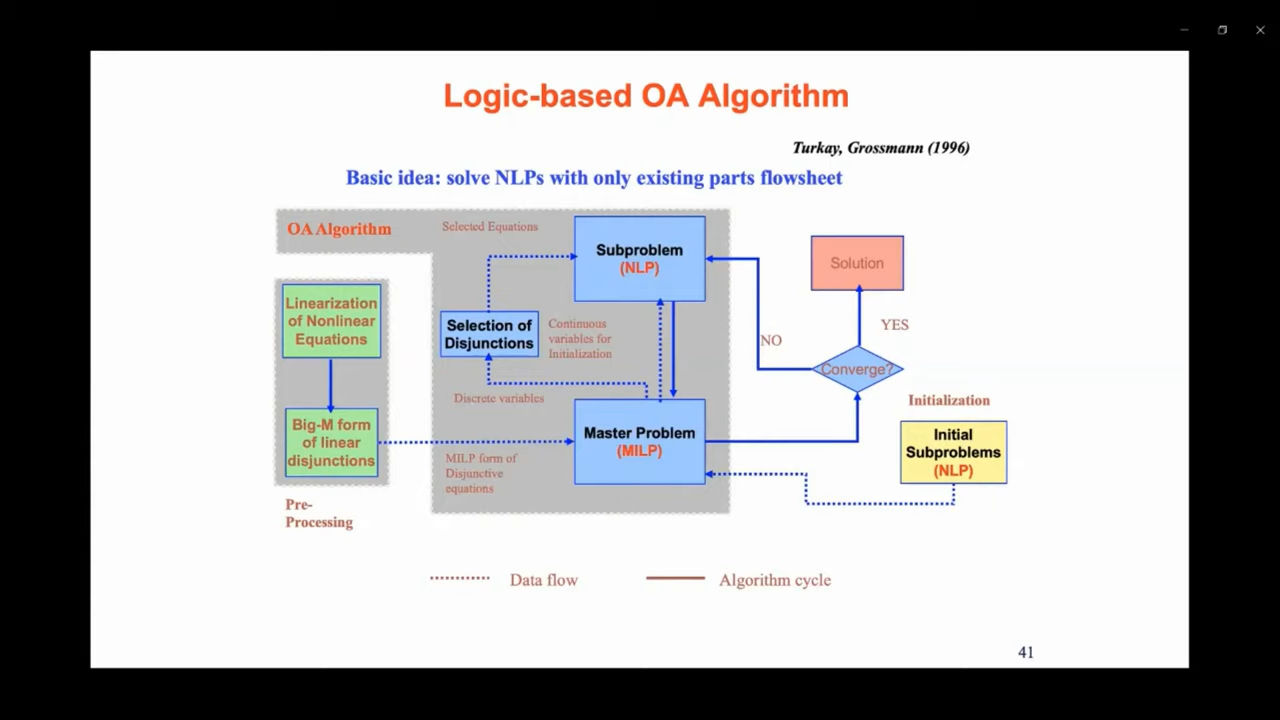 Logic-based OA Algorithm
Turkay, Grossmann (1996)
Basic idea: solve NLPs with only existing parts flowsheet
OA Algorithm
Selected Equations
Subproblem
(NLP)
Solution
Linearization
of Nonlinear
Equations
Selection of
Disjunctions
Continuous
variables for
Initialization
NO
YES
Converge?
Discrete variables
Initialization
Big-M form
of linear
disjunctions
Master Problem
(MILP)
Initial
Subproblems
(NLP)
MILP form of
Disjunctive
equations
Pre-
Processing
Data flow
Algorithm cycle
41